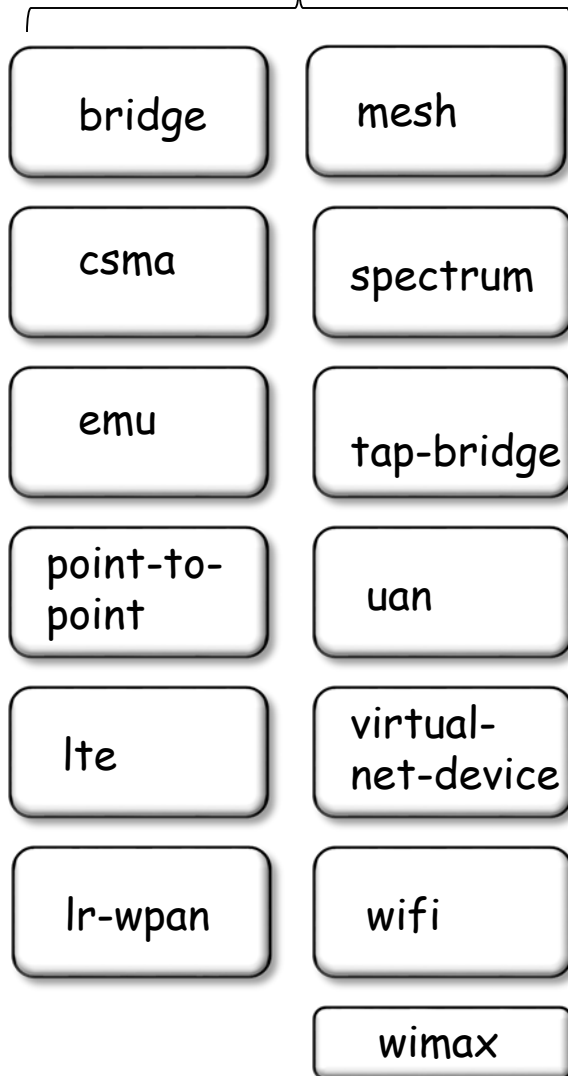 bridge
csma
emu
point-to-
point
lte
lr-wpan
mesh
spectrum
tap-bridge
uan
virtual-
net-device
wifi
wimax